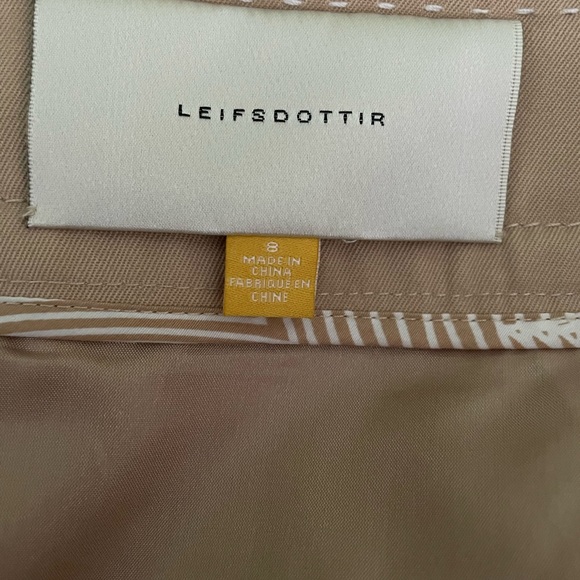 LEIFSDOTTIR
8
MADE IN
CHINA
FABRIQUE EN
CHINE